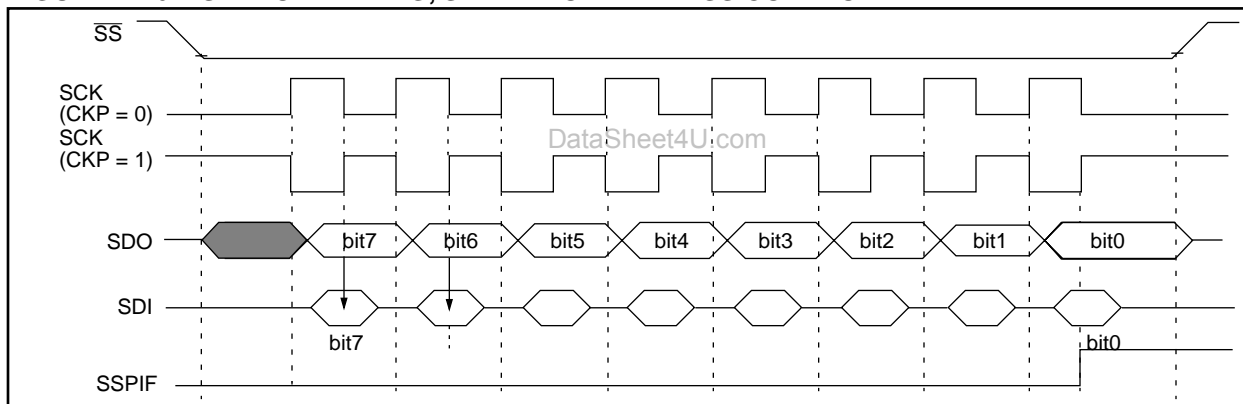 SS
SCK
(CKP = 0)
SCK
(CKP = 1)
DataSheet4U.com
SDO
bit7
bit6
bit5
bit4
bit3
bit2
bit1
bit0
SDI
bit7
bit0
SSPIF